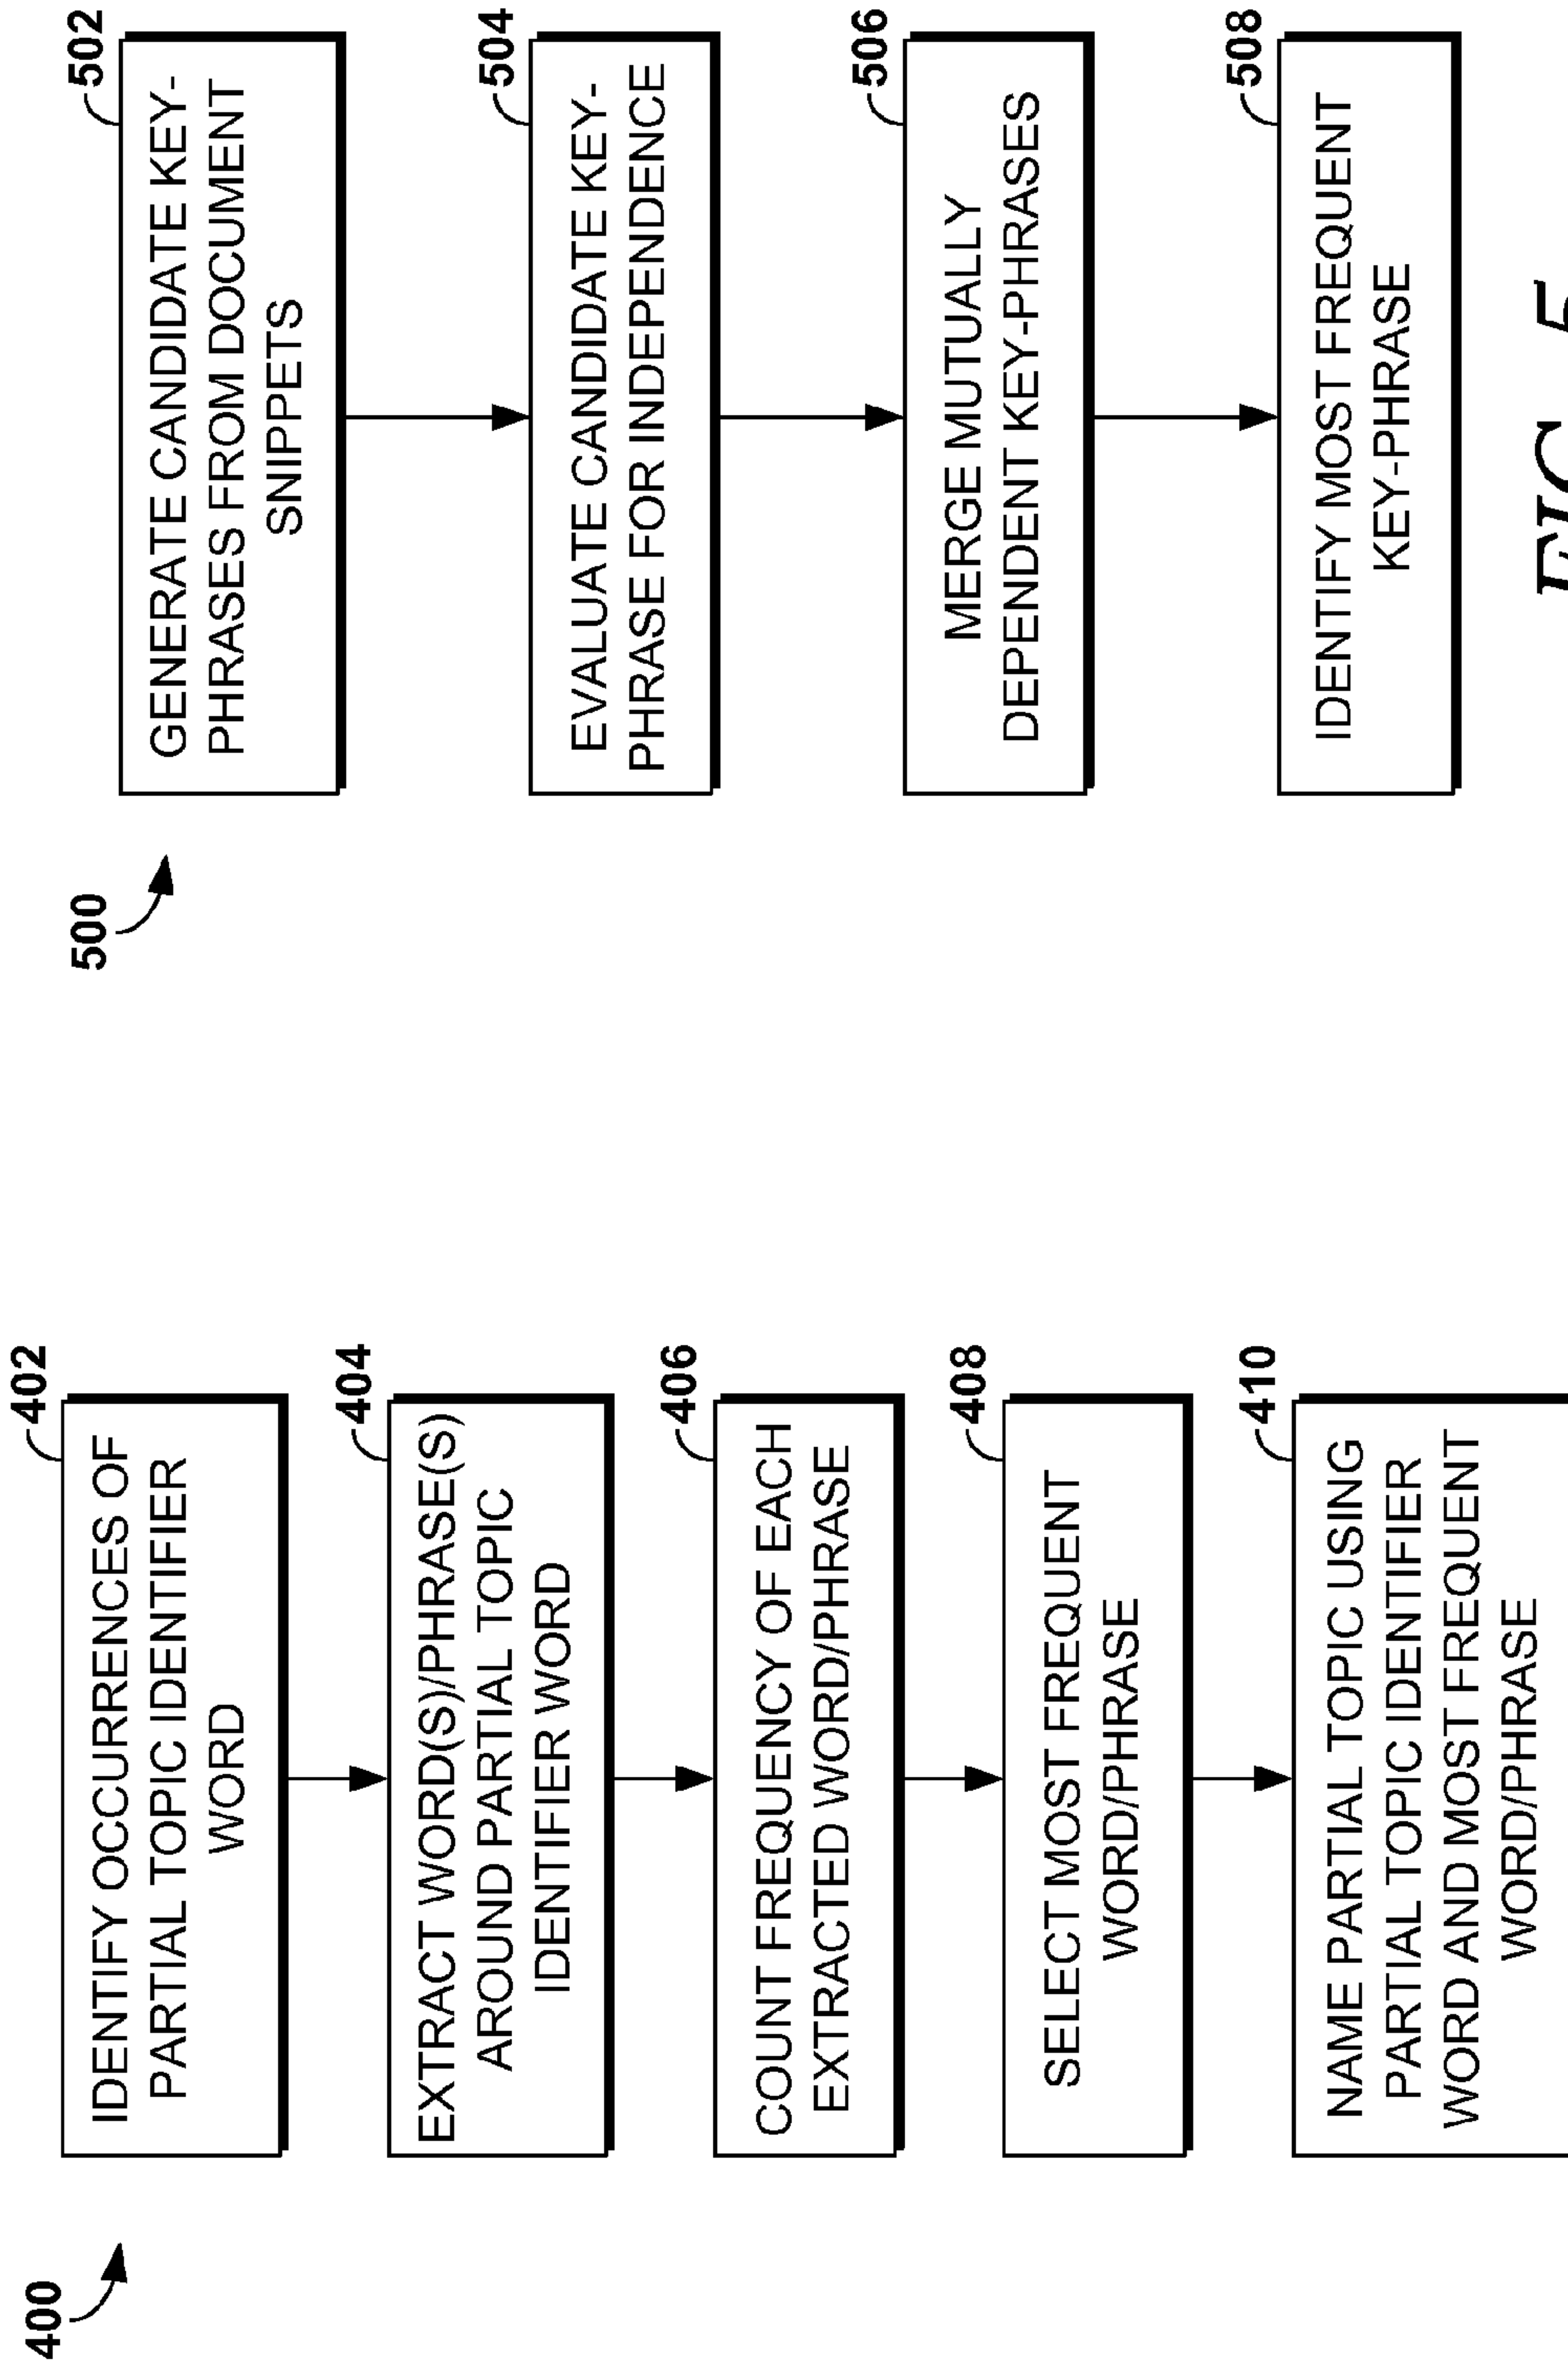 400
402
IDENTIFY OCCURRENCES OF
PARTIAL TOPIC IDENTIFIER
WORD
404
EXTRACT WORD(S)/PHRASE(S)
AROUND PARTIAL TOPIC
IDENTIFIER WORD
406
COUNT FREQUENCY OF EACH
EXTRACTED WORD/PHRASE
408
SELECT MOST FREQUENT
WORD/PHRASE
410
NAME PARTIAL TOPIC USING
PARTIAL TOPIC IDENTIFIER
WORD AND MOST FREQUENT
WORD/PHRASE
500
502
GENERATE CANDIDATE KEY-
PHRASES FROM DOCUMENT
SNIPPETS
504
EVALUATE CANDIDATE KEY-
PHRASE FOR INDEPENDENCE
506
MERGE MUTUALLY
DEPENDENT KEY-PHRASES
508
IDENTIFY MOST FREQUENT
KEY-PHRASE
FIG. 5